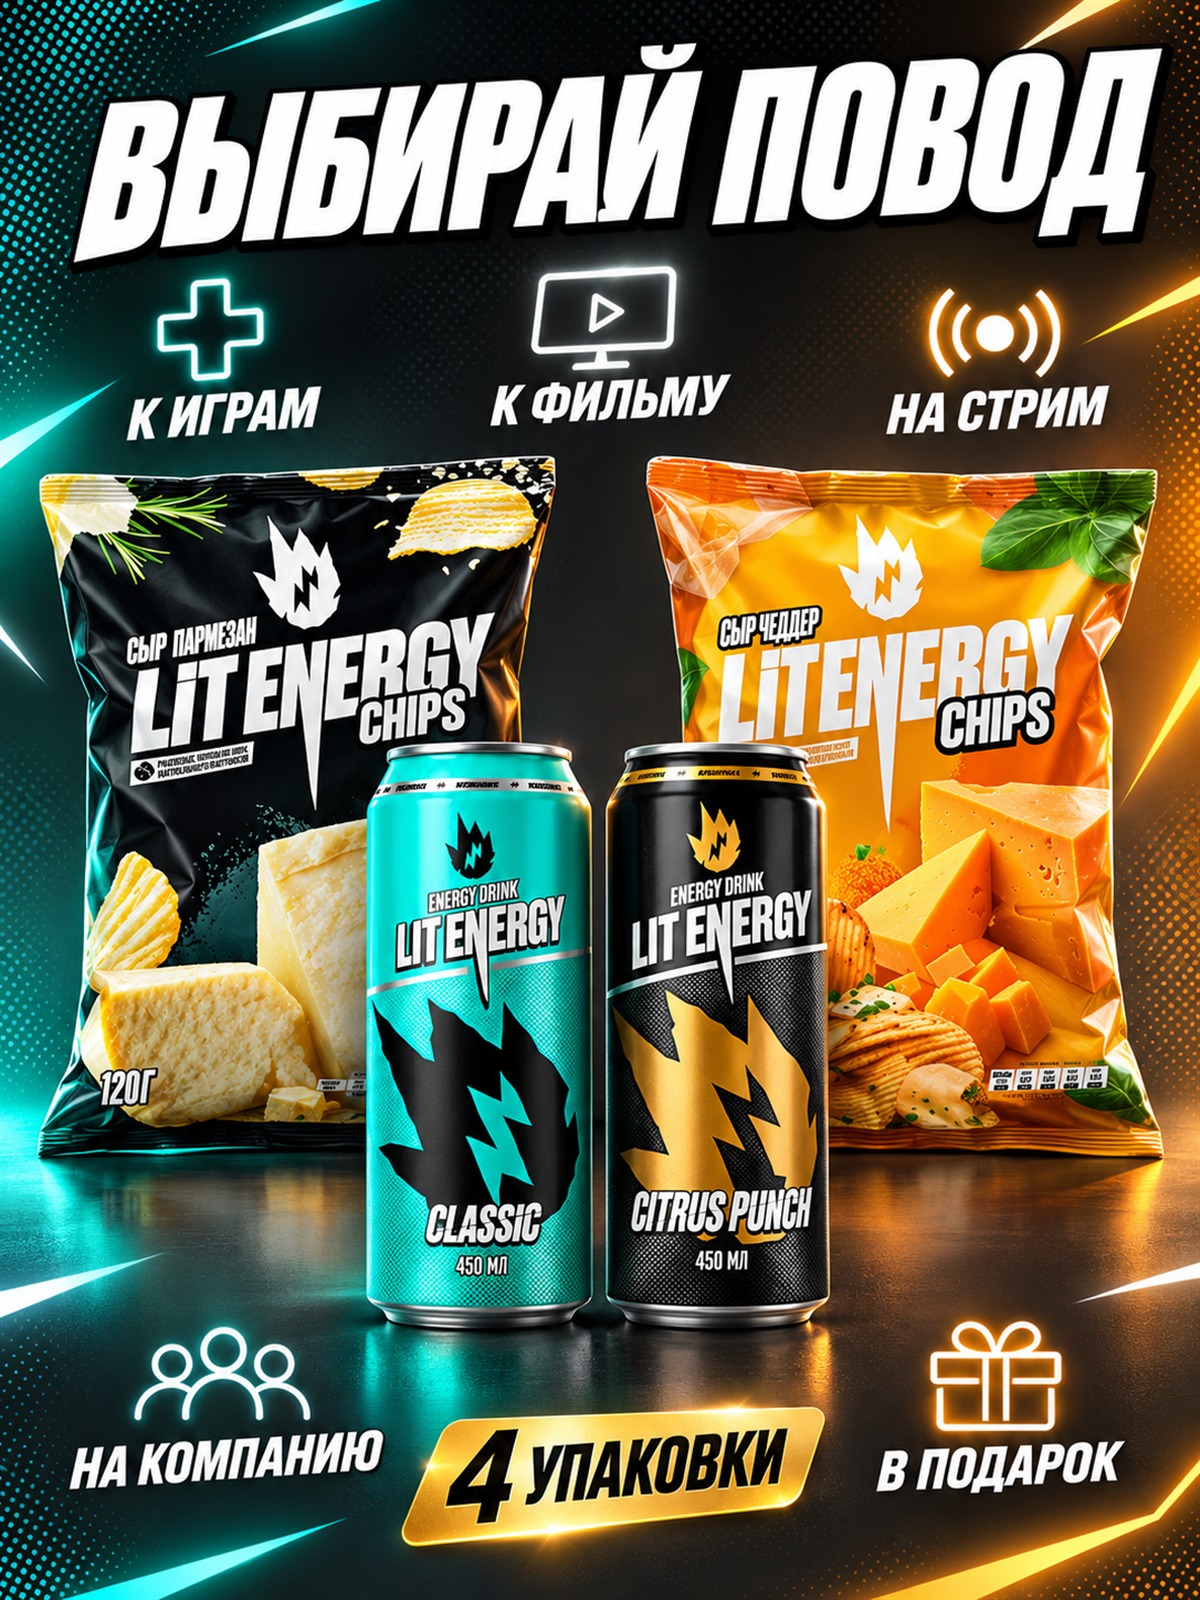 ВЫБИРАЙ ПОВОД
К ИГРАМ
К ФИЛЬМУ
НА СТРИМ
СЫР ПАРМЕЗАН
LIT ENERGY
CHIPS
120Г
СЫР ЧЕДДЕР
LIT ENERGY
CHIPS
ENERGY DRINK
LIT ENERGY
CLASSIC
450 МЛ
ENERGY DRINK
LIT ENERGY
CITRUS PUNCH
450 МЛ
НА КОМПАНИЮ
4 УПАКОВКИ
В ПОДАРОК